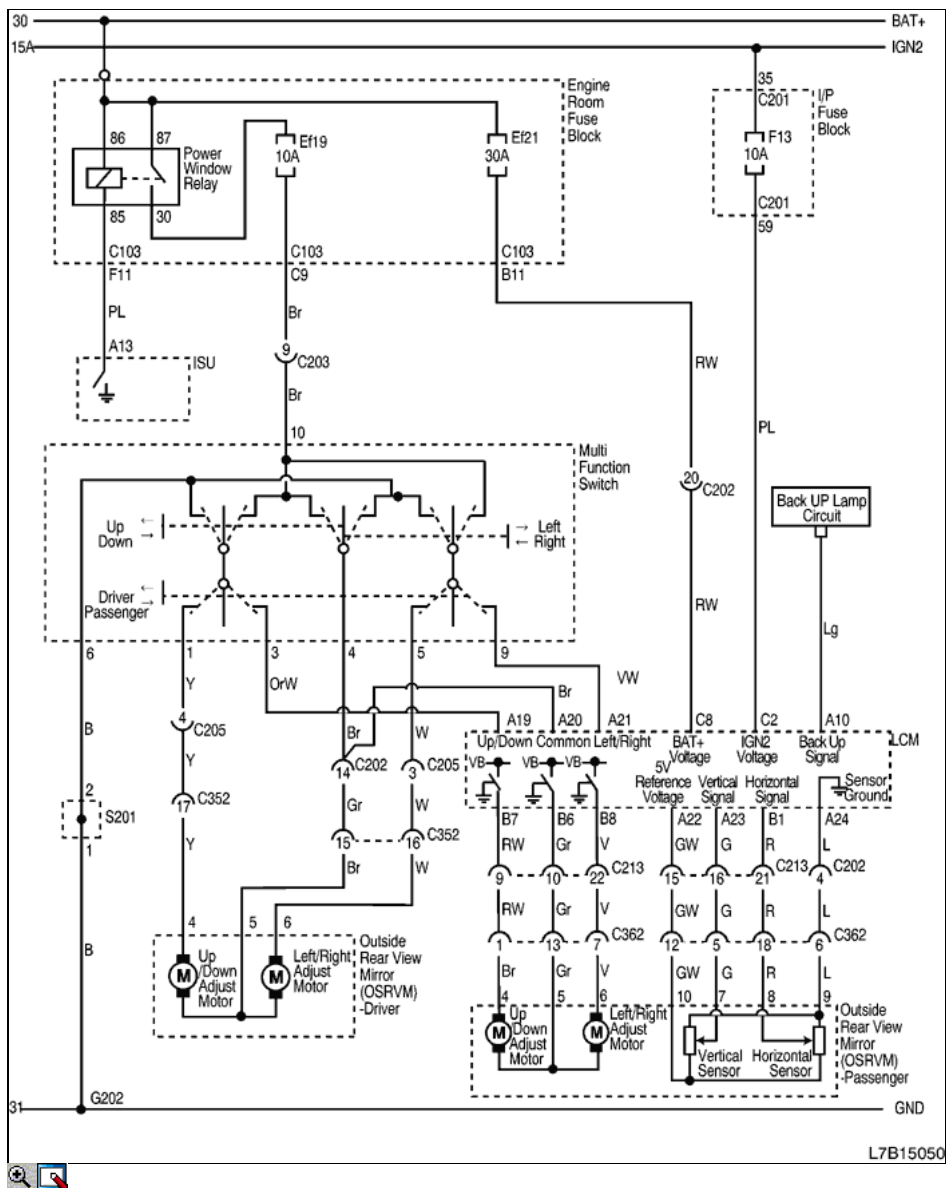 30
BAT+
15A
IGN2
Engine
Room
Fuse
Block
35
C201
I/P
Fuse
Block
F13
10A
C201
59
86
87
Power
Window
Relay
85
30
Ef19
10A
Ef21
30A
C103
C103
C103
F11
C9
B11
PL
Br
A13
ISU
9
C203
Br
RW
PL
10
Multi
Function
Switch
20
C202
Back UP Lamp
Circuit
Up
Down
← 
→
→
←
Left
Right
Driver
Passenger
←
→
RW
Lg
6
1
3
4
5
9
Y
OrW
VW
Br
B
4
C205
Br
W
A19
A20
A21
C8
C2
A10
LCM
Y
14
C202
3
C205
Up/Down Common Left/Right
VB
VB
VB
BAT+
Voltage
IGN2
Voltage
Back Up
Signal
5V
Reference
Voltage
Vertical
Signal
Horizontal
Signal
Sensor
Ground
2
S201
1
17
C352
Gr
W
B7
B6
B8
A22
A23
B1
A24
Y
15
16
C352
RW
Gr
V
GW
G
R
L
Br
W
9
10
22
C213
15
16
21
C213
4
C202
RW
Gr
V
GW
G
R
L
4
5
6
B
1
13
7
C362
12
5
18
6
C362
M
Up
/Down
Adjust
Motor
M
Left/Right
Adjust
Motor
Outside
Rear View
Mirror
(OSRVM)
-Driver
Br
Gr
V
GW
G
R
L
4
5
6
10
7
8
9
M
Up
/Down
Adjust
Motor
M
Left/Right
Adjust
Motor
Vertical
Sensor
Horizontal
Sensor
Outside
Rear View
Mirror
(OSRVM)
-Passenger
G202
31
GND
L7B15050